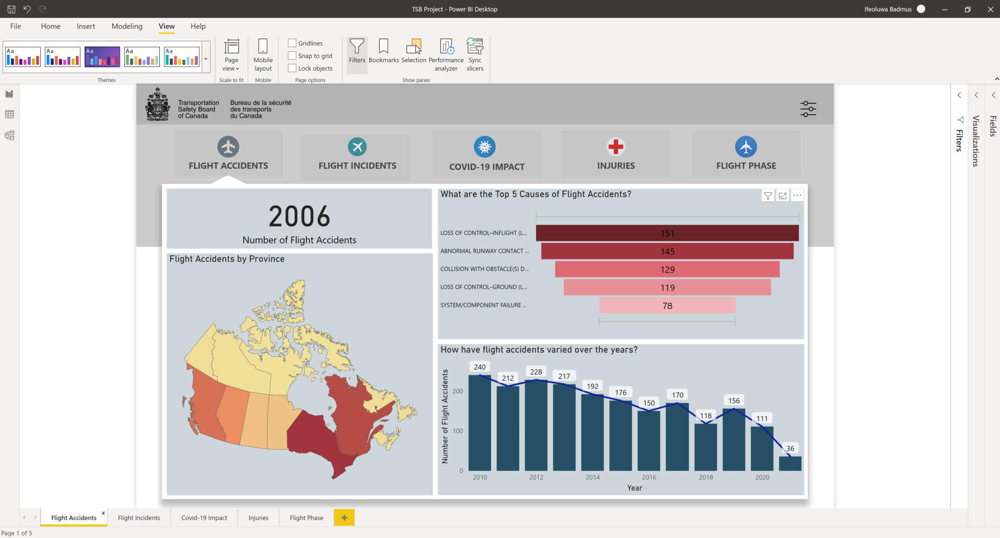 TSB Project - Power BI Desktop
Ifeoluwa Badmus
File
Home
Insert
Modeling
View
Help
Aa
Aa
Aa
Aa
Aa
Page
view
Mobile
layout
Gridlines
Snap to grid
Lock objects
Filters
Bookmarks
Selection
Performance
analyzer
Sync
slicers
Themes
Scale to fit
Mobile
Page options
Show panes
Transportation
Safety Board
of Canada
Bureau de la sécurité
des transports
du Canada
FLIGHT ACCIDENTS
FLIGHT INCIDENTS
COVID-19 IMPACT
INJURIES
FLIGHT PHASE
Filters
Visualizations
Fields
2006
Number of Flight Accidents
Flight Accidents by Province
What are the Top 5 Causes of Flight Accidents?
LOSS OF CONTROL–INFLIGHT (L...
151
ABNORMAL RUNWAY CONTACT ...
145
COLLISION WITH OBSTACLE(S) D...
129
LOSS OF CONTROL–GROUND (L...
119
SYSTEM/COMPONENT FAILURE ...
78
How have flight accidents varied over the years?
Number of Flight Accidents
200
100
0
240
212
228
217
192
176
150
170
118
156
111
36
2010
2012
2014
2016
2018
2020
Year
Flight Accidents
x
Flight Incidents
Covid-19 Impact
Injuries
Flight Phase
+
Page 1 of 5